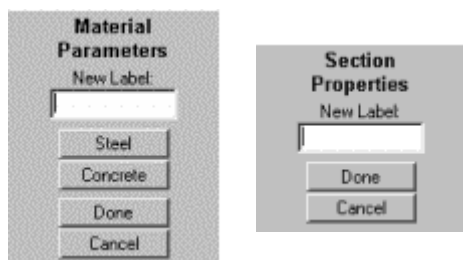 Material
Parameters
New Label:
Steel
Concrete
Done
Cancel
Section
Properties
New Label:
Done
Cancel